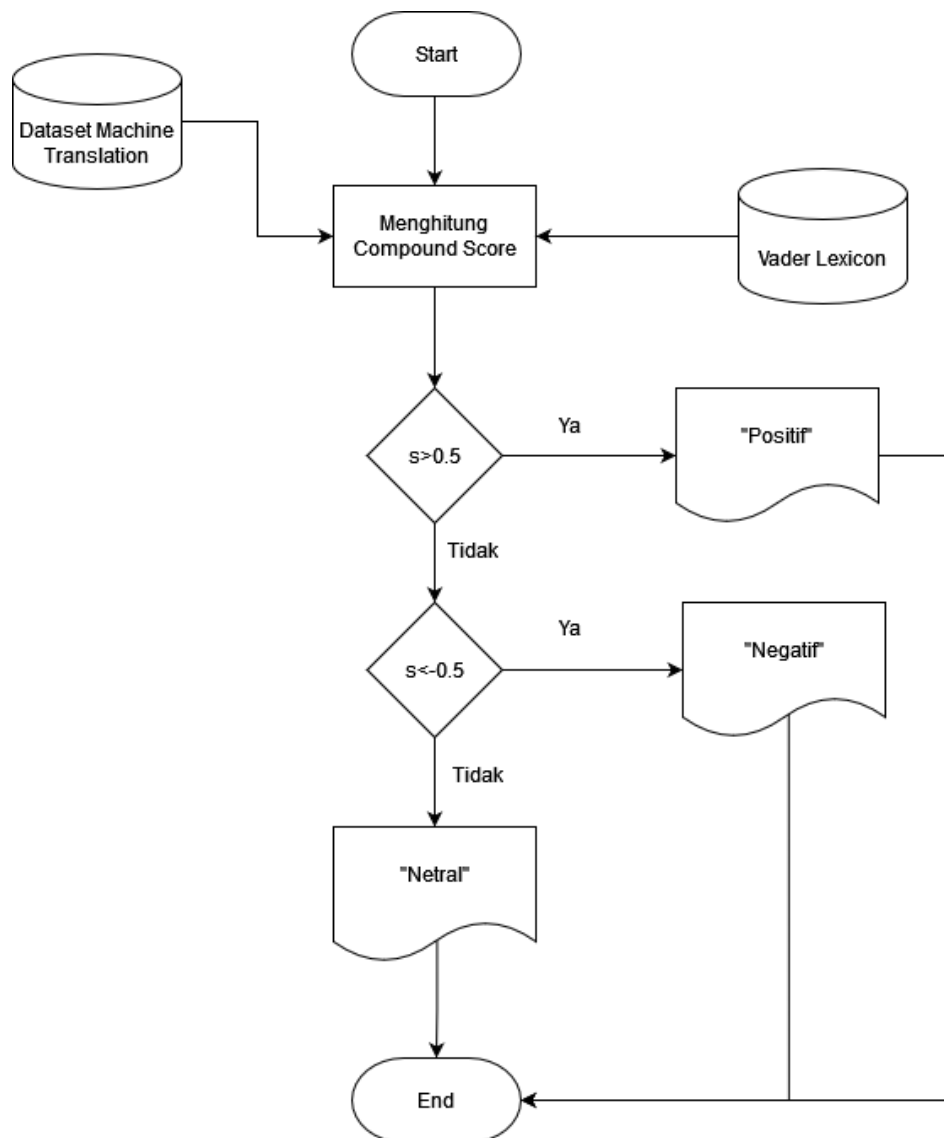 Start
Dataset Machine
Translation
Menghitung
Compound Score
Vader Lexicon
s>0.5
Ya
"Positif"
Tidak
s<-0.5
Ya
"Negatif"
Tidak
"Netral"
End